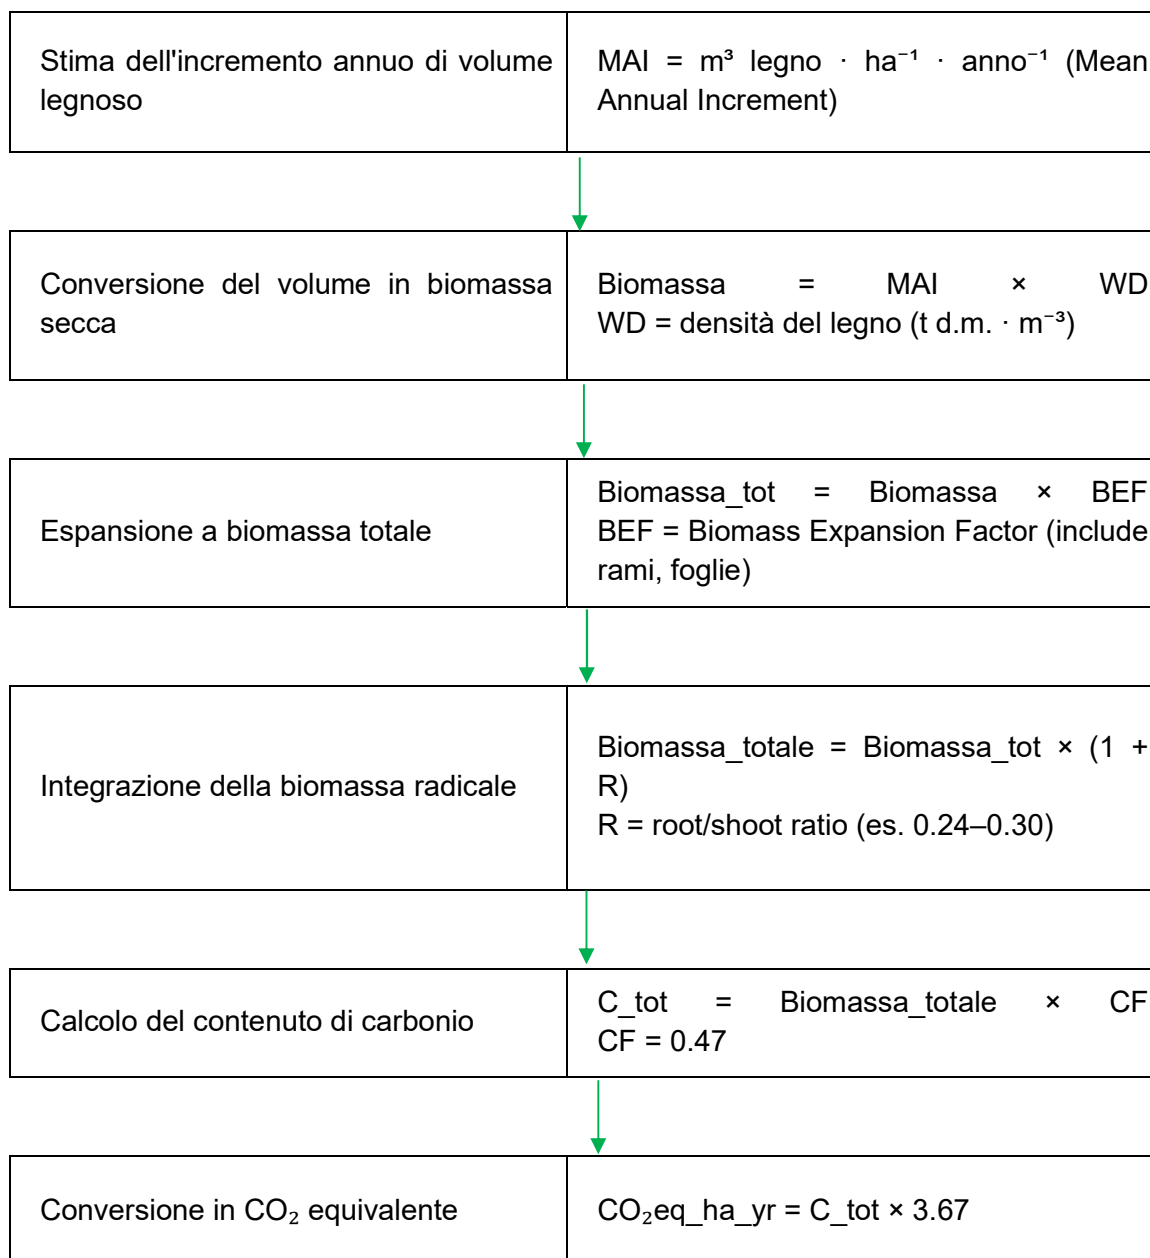 Stima dell'incremento annuo di volume
legnoso
MAI = m³ legno · ha⁻¹ · anno⁻¹ (Mean
Annual Increment)
Conversione del volume in biomassa
secca
Biomassa = MAI × WD
WD = densità del legno (t d.m. · m⁻³)
Espansione a biomassa totale
Biomassa_tot = Biomassa × BEF
BEF = Biomass Expansion Factor (include
rami, foglie)
Integrazione della biomassa radicale
Biomassa_totale = Biomassa_tot × (1 +
R)
R = root/shoot ratio (es. 0.24–0.30)
Calcolo del contenuto di carbonio
C_tot = Biomassa_totale × CF
CF = 0.47
Conversione in CO₂ equivalente
CO₂eq_ha_yr = C_tot × 3.67